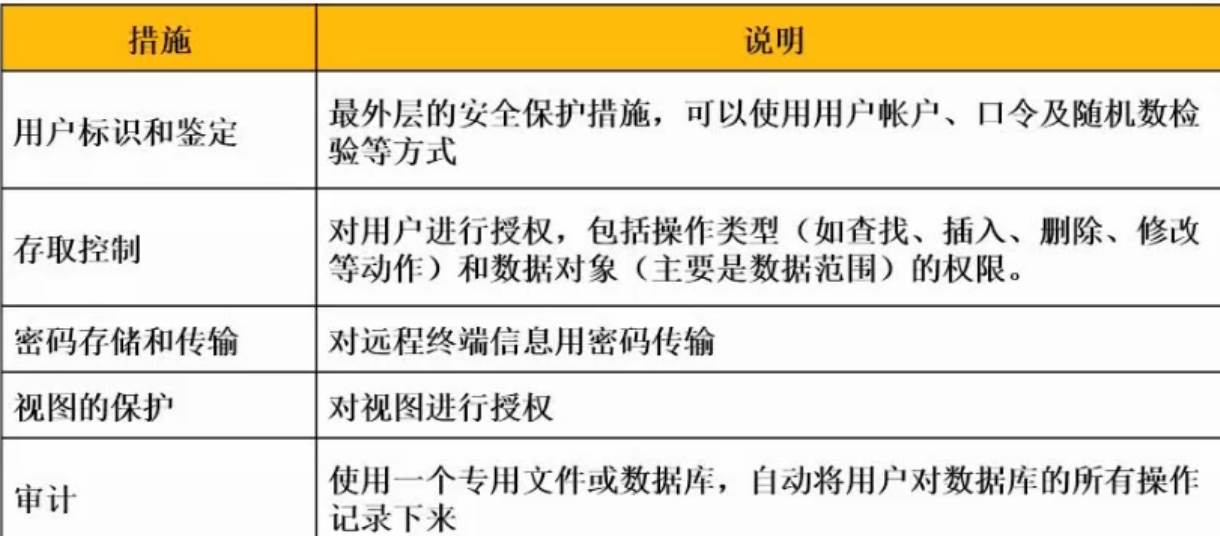 措施
说明
用户标识和鉴定
最外层的安全保护措施，可以使用用户帐户、口令及随机数检
验等方式
存取控制
对用户进行授权，包括操作类型（如查找、插入、删除、修改
等动作）和数据对象（主要是数据范围）的权限。
密码存储和传输
对远程终端信息用密码传输
视图的保护
对视图进行授权
审计
使用一个专用文件或数据库，自动将用户对数据库的所有操作
记录下来